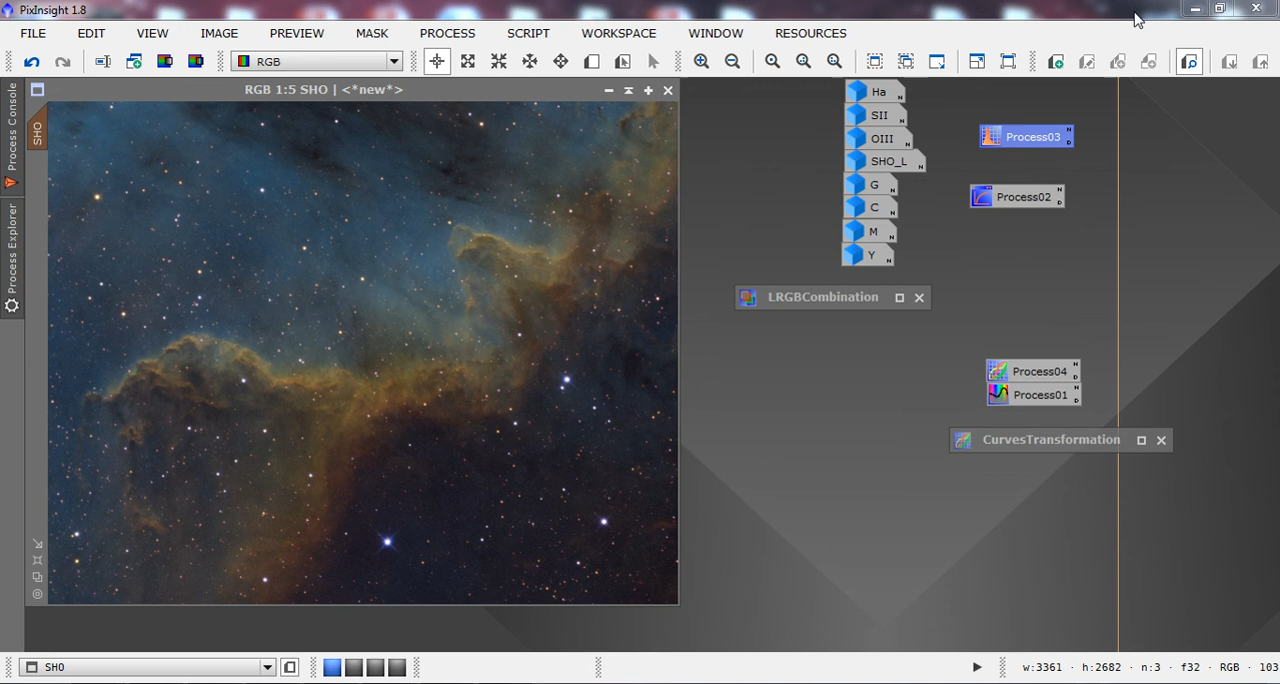 PixInsight 1.8
FILE EDIT VIEW IMAGE PREVIEW MASK PROCESS SCRIPT WORKSPACE WINDOW RESOURCES
RGB
RGB 1:5 SHO | <*new*>
SHO
Process Console
Process Explorer
Ha
SII
OIII
SHO_L
G
C
M
Y
N
N
N
N
N
N
N
N
Process03
N
D
Process02
N
D
LRGBCombination
Process04
N
D
Process01
N
D
CurvesTransformation
SHO
w:3361 · h:2682 · n:3 · f32 · RGB · 103